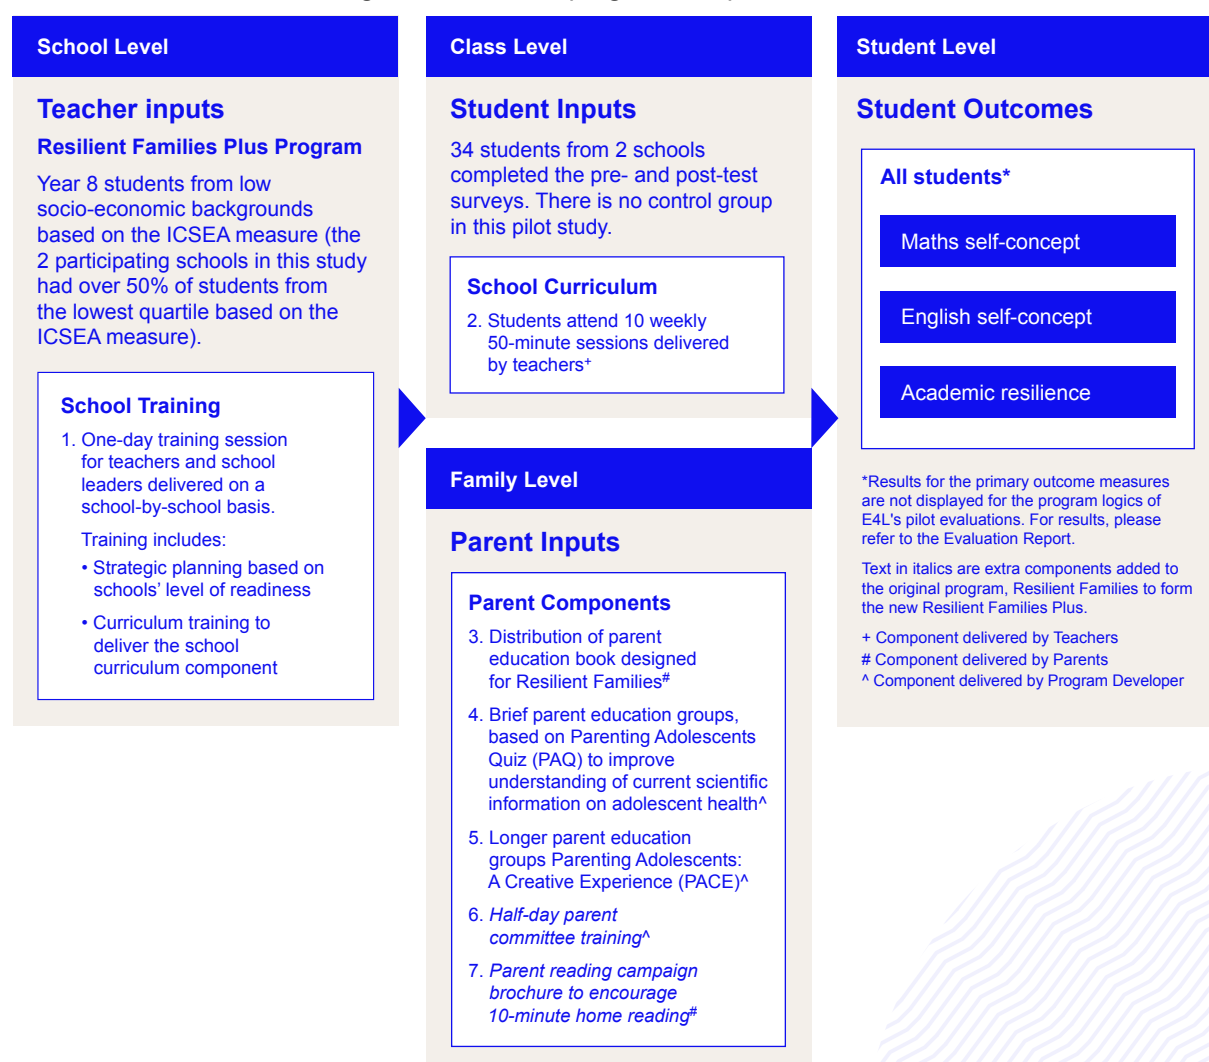 School Level
Teacher inputs
Resilient Families Plus Program
Year 8 students from low
socio-economic backgrounds
based on the ICSEA measure (the
2 participating schools in this study
had over 50% of students from
the lowest quartile based on the
ICSEA measure).
School Training
1. One-day training session
for teachers and school
leaders delivered on a
school-by-school basis.
Training includes:
• Strategic planning based on
schools’ level of readiness
• Curriculum training to
deliver the school
curriculum component
Class Level
Student Inputs
34 students from 2 schools
completed the pre- and post-test
surveys. There is no control group
in this pilot study.
School Curriculum
2. Students attend 10 weekly
50-minute sessions delivered
by teachers+
Family Level
Parent Inputs
Parent Components
3. Distribution of parent
education book designed
for Resilient Families#
4. Brief parent education groups,
based on Parenting Adolescents
Quiz (PAQ) to improve
understanding of current scientific
information on adolescent health^
5. Longer parent education
groups Parenting Adolescents:
A Creative Experience (PACE)^
6. Half-day parent
committee training^
7. Parent reading campaign
brochure to encourage
10-minute home reading#
Student Level
Student Outcomes
All students*
Maths self-concept
English self-concept
Academic resilience
*Results for the primary outcome measures
are not displayed for the program logics of
E4L's pilot evaluations. For results, please
refer to the Evaluation Report.
Text in italics are extra components added to
the original program, Resilient Families to form
the new Resilient Families Plus.
+ Component delivered by Teachers
# Component delivered by Parents
^ Component delivered by Program Developer